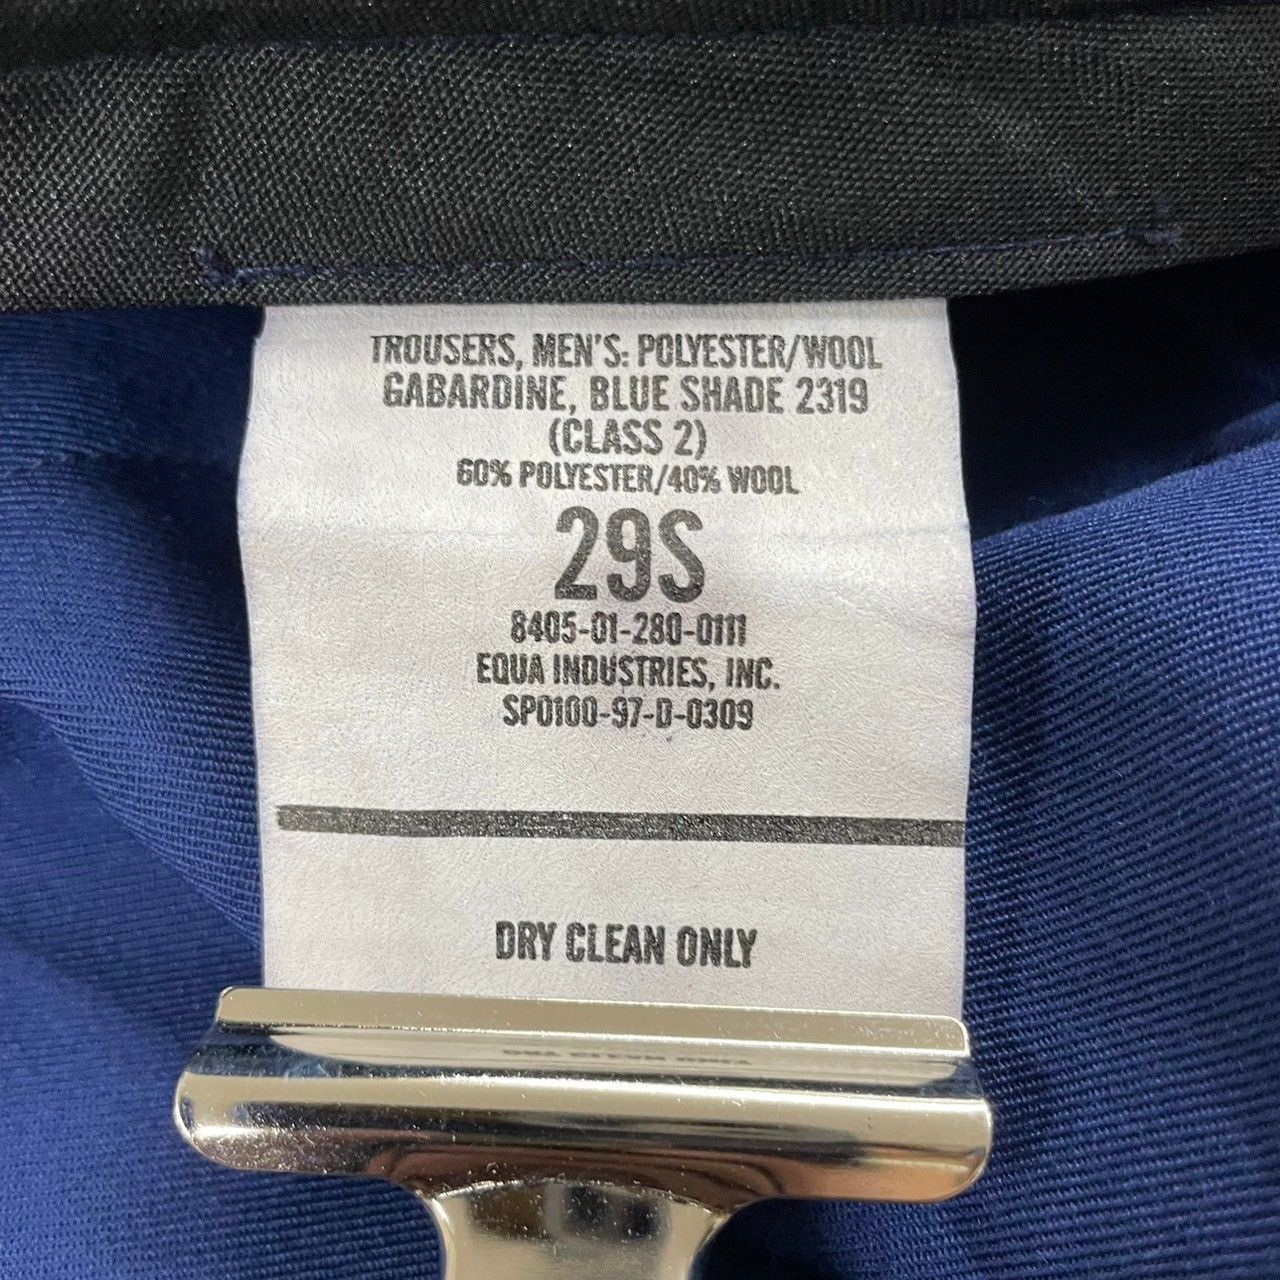 TROUSERS, MEN'S: POLYESTER/WOOL
GABARDINE, BLUE SHADE 2319
(CLASS 2)
60% POLYESTER/40% WOOL
29S
8405-01-280-0111
EQUA INDUSTRIES, INC.
SP0100-97-D-0309
DRY CLEAN ONLY